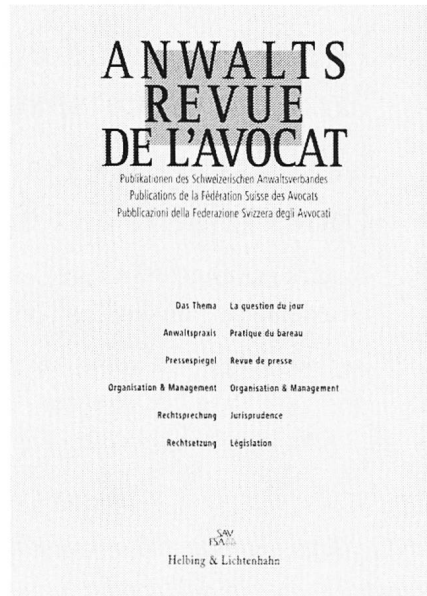 ANWALTS
REVUE
DE L'AVOCAT
Publikationen des Schweizerischen Anwaltsverbandes
Publications de la Fédération Suisse des Avocats
Pubblicazioni della Federazione Svizzera degli Avvocati
Das Thema La question du jour
Anwaltspraxis Pratique du bareau
Pressespiegel Revue de presse
Organisation & Management Organisation & Management
Rechtsprechung Jurisprudence
Rechtsetzung Législation
SAV
FSA
Helbing & Lichtenhahn